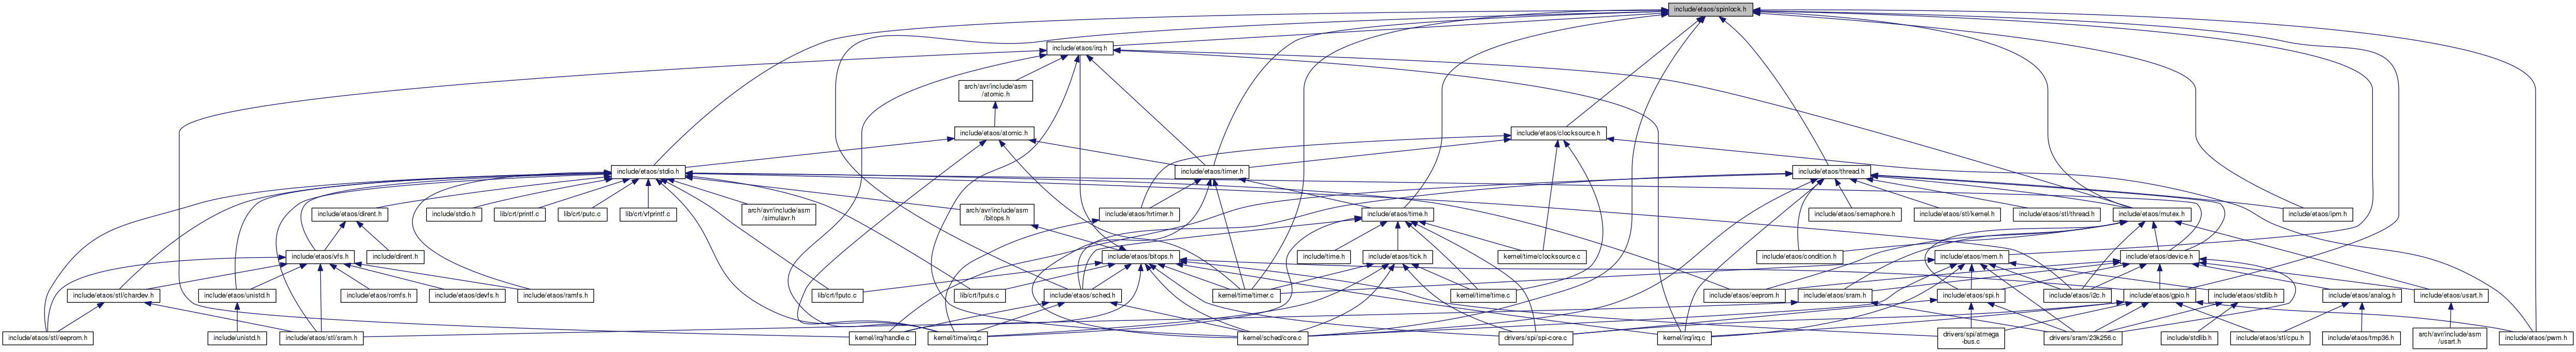 include/etaos/spinlock.h
include/etaos/irq.h
arch/avr/include/asm
/atomic.h
include/etaos/atomic.h
include/etaos/clocksource.h
include/etaos/stdio.h
include/etaos/timer.h
include/etaos/thread.h
include/etaos/dirent.h
include/stdio.h
lib/crt/printf.c
lib/crt/putc.c
lib/crt/vfprintf.c
arch/avr/include/asm
/simulavr.h
arch/avr/include/asm
/bitops.h
include/etaos/hrtimer.h
include/etaos/time.h
include/etaos/semaphore.h
include/etaos/stl/kernel.h
include/etaos/stl/thread.h
include/etaos/mutex.h
include/etaos/ipm.h
include/etaos/vfs.h
include/dirent.h
include/etaos/bitops.h
include/time.h
include/etaos/tick.h
kernel/time/clocksource.c
include/etaos/condition.h
include/etaos/mem.h
include/etaos/device.h
include/etaos/stl/chardev.h
include/etaos/unistd.h
include/etaos/romfs.h
include/etaos/devfs.h
include/etaos/ramfs.h
lib/crt/fputc.c
lib/crt/fputs.c
include/etaos/sched.h
kernel/time/timer.c
kernel/time/time.c
include/etaos/eeprom.h
include/etaos/sram.h
include/etaos/spi.h
include/etaos/i2c.h
include/etaos/gpio.h
include/etaos/stdlib.h
include/etaos/analog.h
include/etaos/usart.h
include/etaos/stl/eeprom.h
include/unistd.h
include/etaos/stl/sram.h
kernel/irq/handle.c
kernel/time/irq.c
kernel/sched/core.c
drivers/spi/spi-core.c
kernel/irq/irq.c
drivers/spi/atmega
-bus.c
drivers/sram/23k256.c
include/stdlib.h
include/etaos/stl/cpu.h
include/etaos/tmp36.h
arch/avr/include/asm
/usart.h
include/etaos/pwm.h